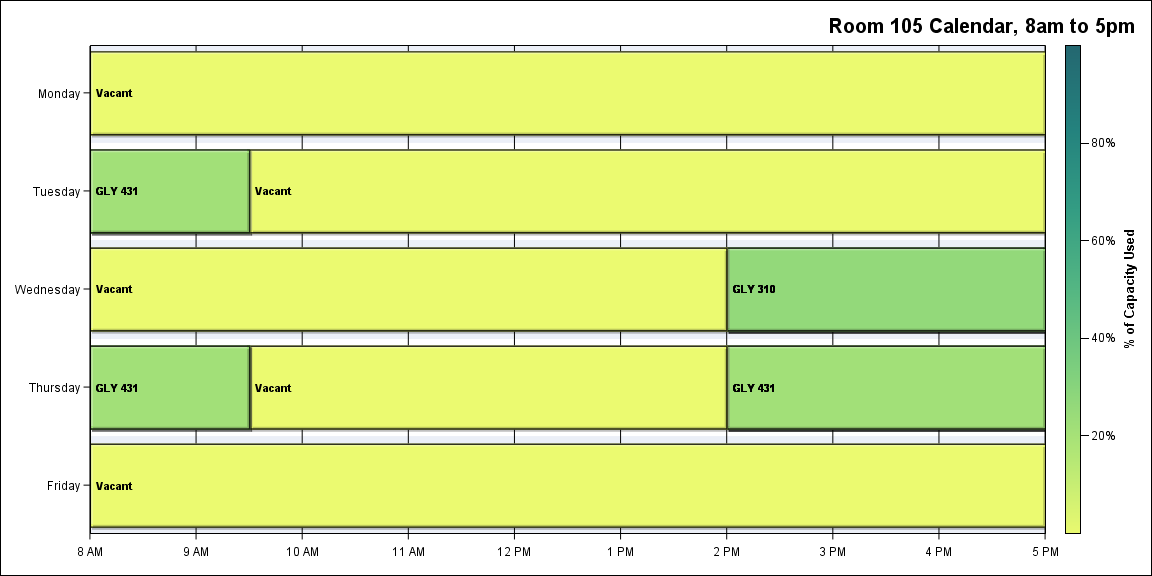 Room 105 Calendar, 8am to 5pm
Monday
Vacant
Tuesday
GLY 431
Vacant
Wednesday
Vacant
GLY 310
Thursday
GLY 431
Vacant
GLY 431
Friday
Vacant
8 AM
9 AM
10 AM
11 AM
12 PM
1 PM
2 PM
3 PM
4 PM
5 PM
80%
60%
40%
20%
% of Capacity Used